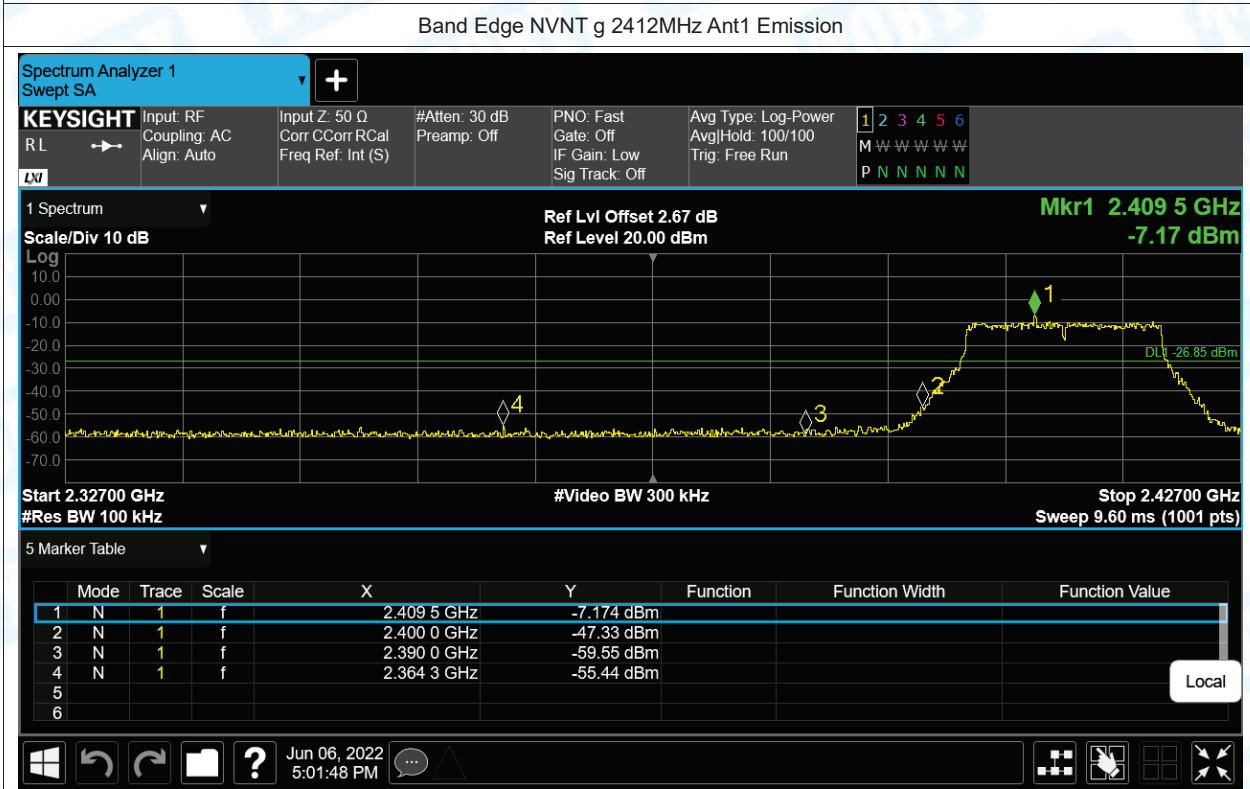 Band Edge NVNT g 2412MHz Ant1 Emission
Spectrum Analyzer 1
Swept SA
+
KEYSIGHT
RL
LXI
Input: RF
Coupling: AC
Align: Auto
Input Z: 50 Ω
Corr CCorr RCal
Freq Ref: Int (S)
#Atten: 30 dB
Preamp: Off
PNO: Fast
Gate: Off
IF Gain: Low
Sig Track: Off
Avg Type: Log-Power
Avg|Hold: 100/100
Trig: Free Run
1 2 3 4 5 6
M W W W W W
P N N N N N
1 Spectrum
Scale/Div 10 dB
Ref Lvl Offset 2.67 dB
Ref Level 20.00 dBm
Mkr1 2.409 5 GHz
-7.17 dBm
Log
10.0
0.00
-10.0
-20.0
-30.0
-40.0
-50.0
-60.0
-70.0
1
DL1 -26.85 dBm
2
4
3
Start 2.32700 GHz
#Video BW 300 kHz
Stop 2.42700 GHz
#Res BW 100 kHz
Sweep 9.60 ms (1001 pts)
5 Marker Table
Mode Trace Scale X Y Function Function Width Function Value
1 N 1 f 2.409 5 GHz -7.174 dBm
2 N 1 f 2.400 0 GHz -47.33 dBm
3 N 1 f 2.390 0 GHz -59.55 dBm
4 N 1 f 2.364 3 GHz -55.44 dBm
5
6
Local
?
Jun 06, 2022
5:01:48 PM